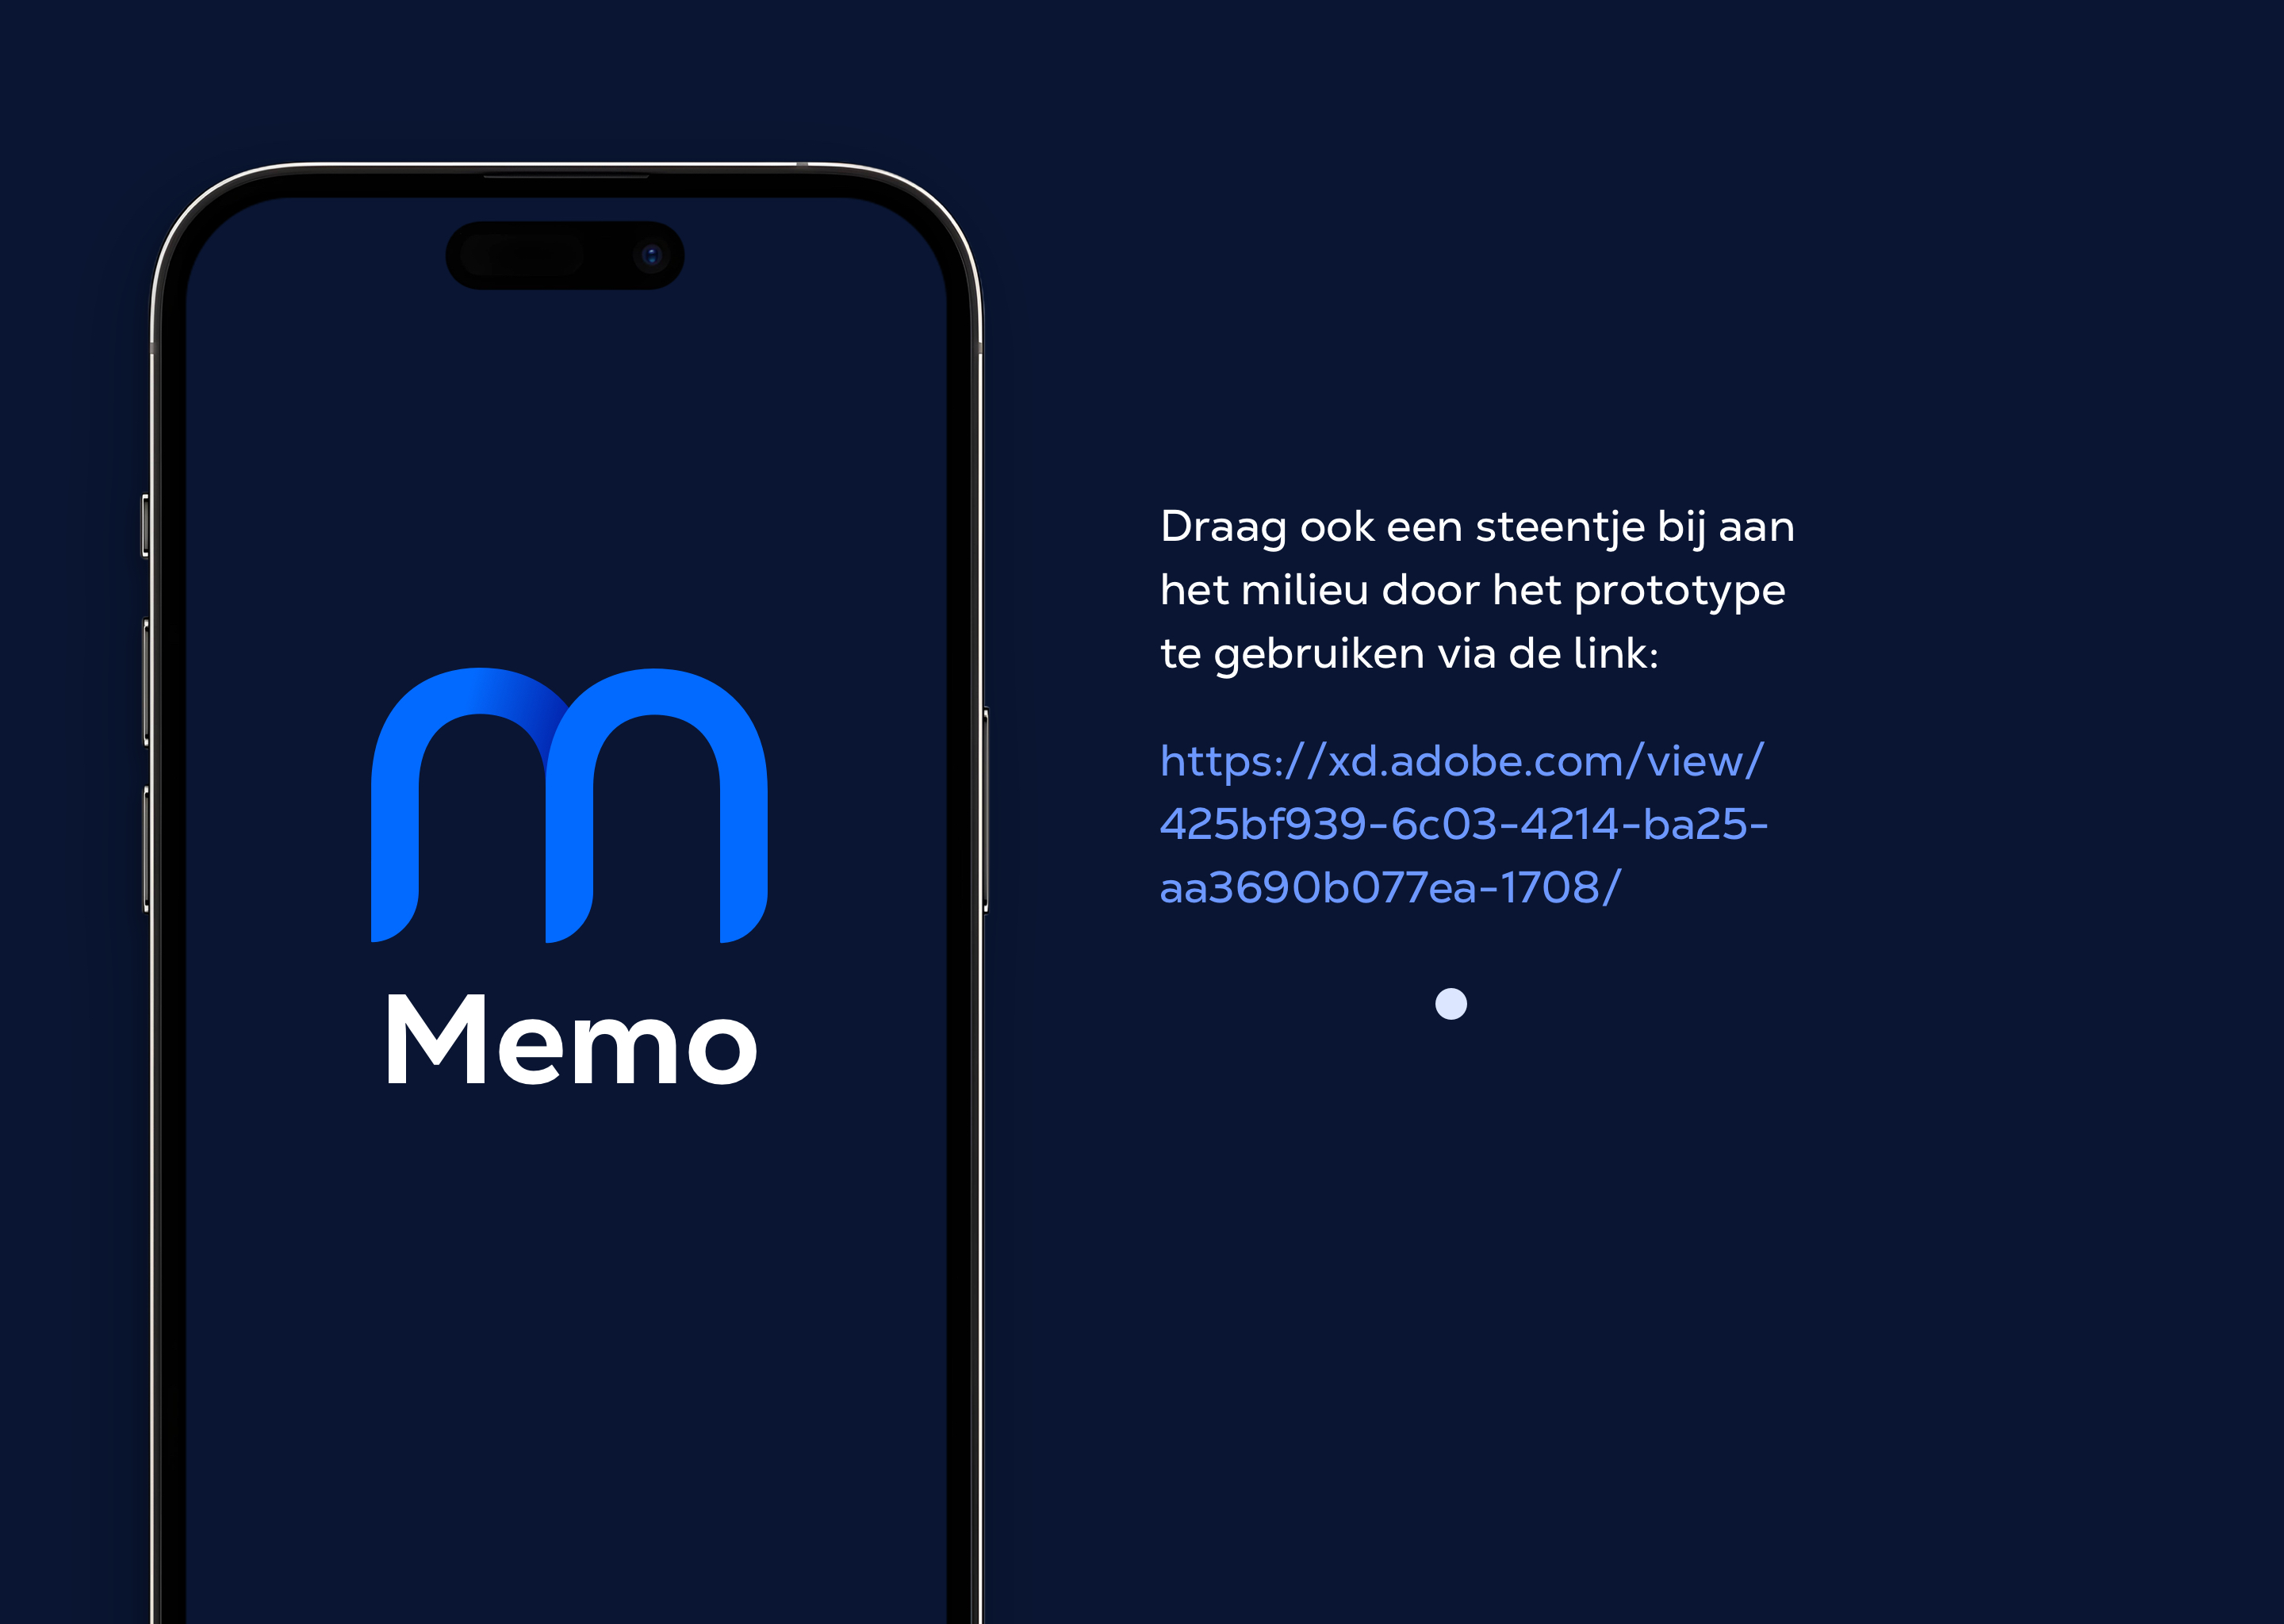 Memo
Draag ook een steentje bij aan
het milieu door het prototype
te gebruiken via de link:
https://xd.adobe.com/view/
425bf939-6c03-4214-ba25-
aa3690b077ea-1708/